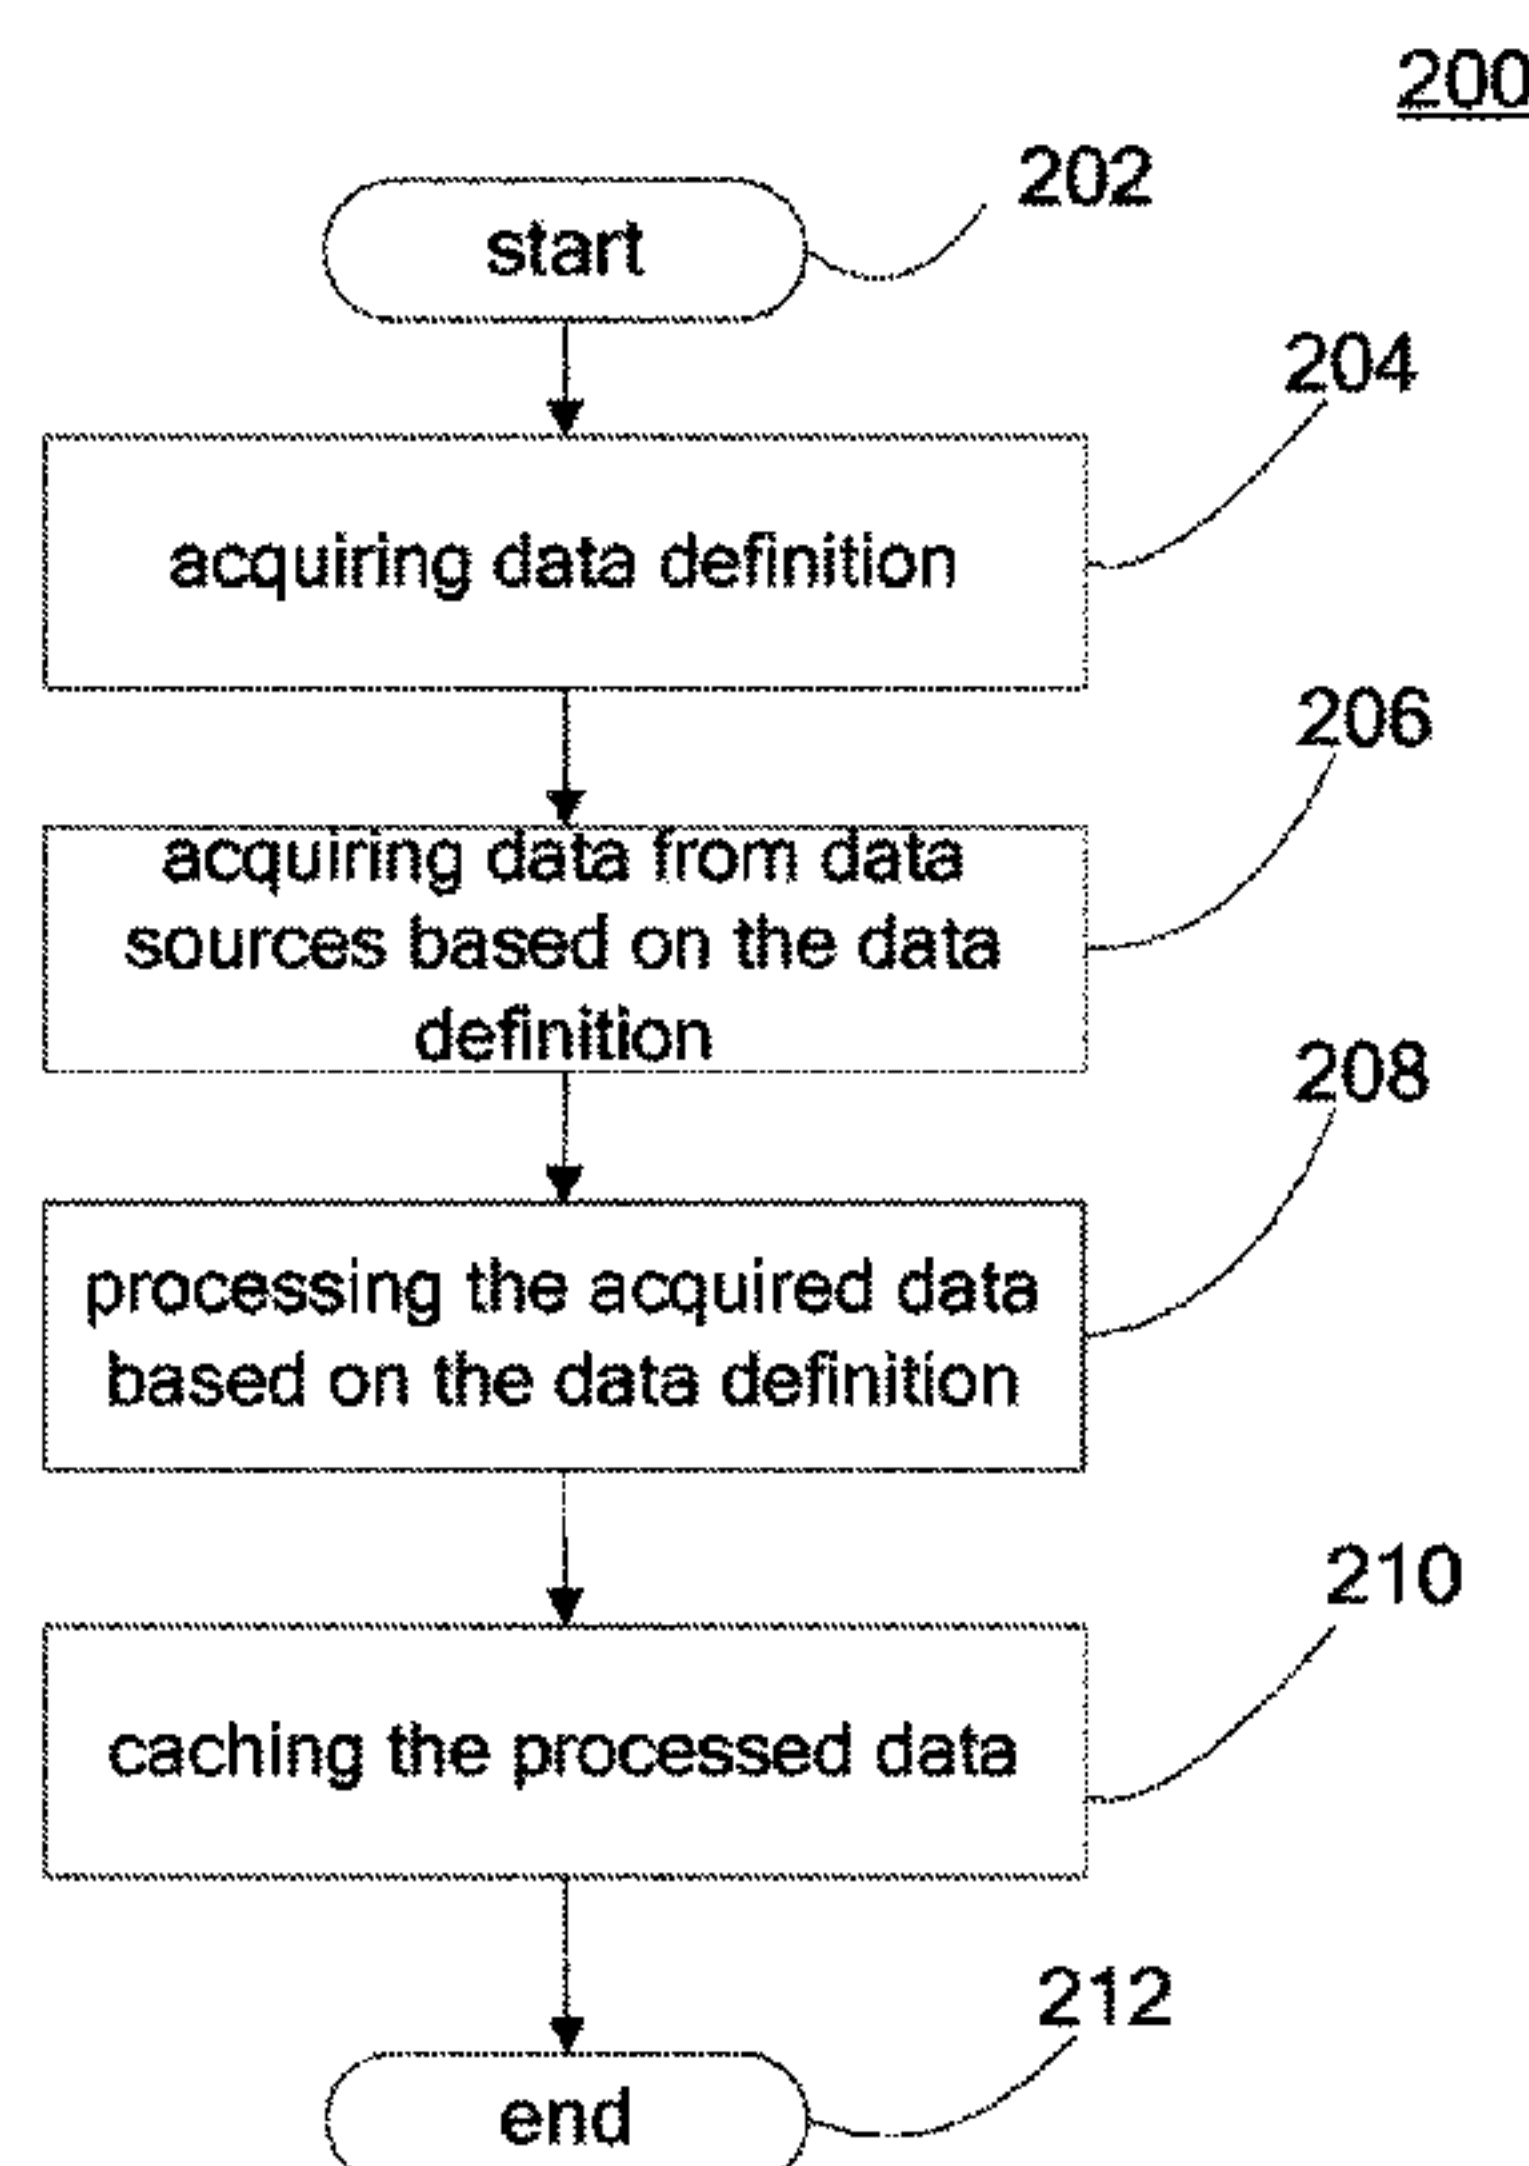 200
202
start
204
acquiring data definition
206
acquiring data from data
sources based on the data
definition
208
processing the acquired data
based on the data definition
210
caching the processed data
212
end